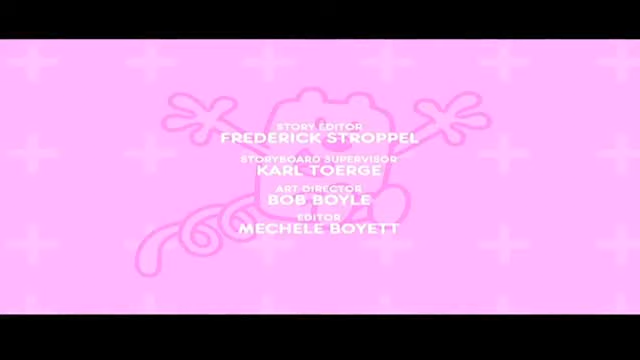 STORY EDITOR
FREDERICK STROPPEL
STORYBOARD SUPERVISOR
KARL TOERGE
ART DIRECTOR
BOB BOYLE
EDITOR
MECHELE BOYETT